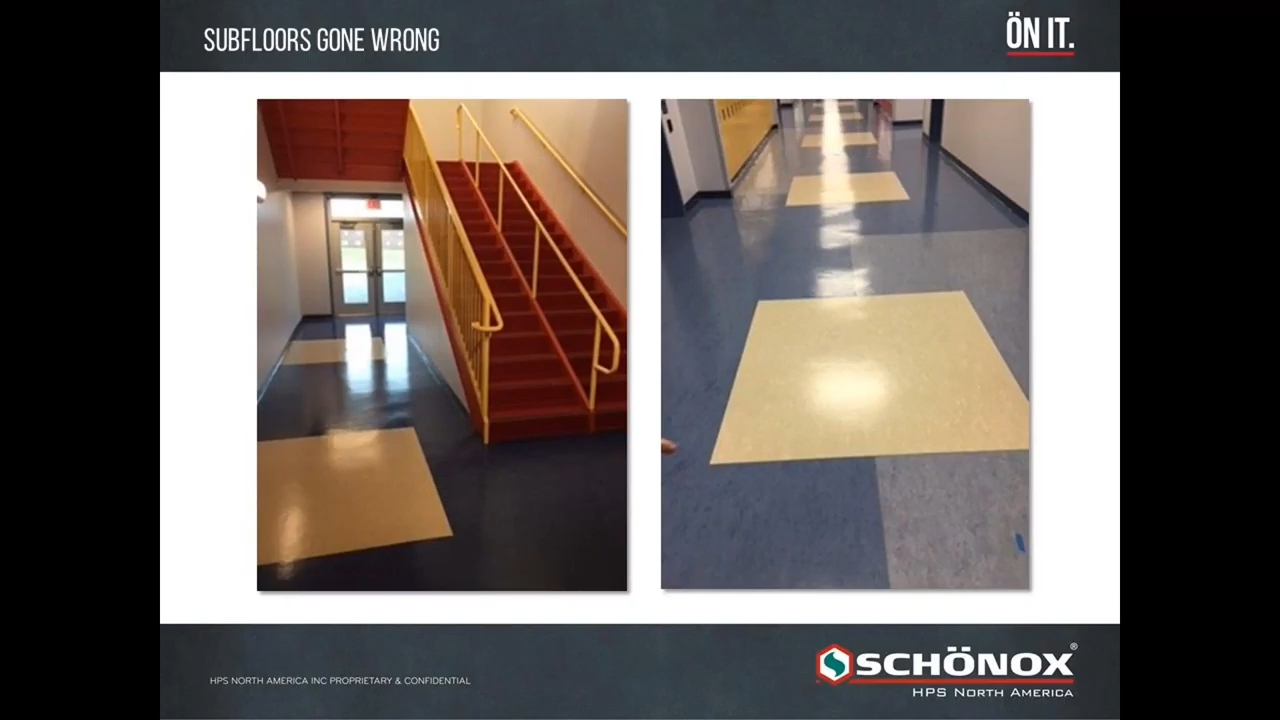 SUBFLOORS GONE WRONG
ÖN IT.
HPS NORTH AMERICA INC PROPRIETARY & CONFIDENTIAL
SCHÖNOX®
HPS NORTH AMERICA